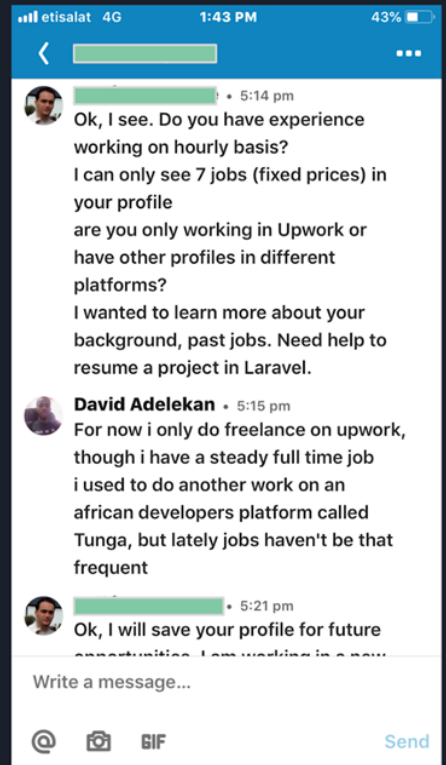 etisalat 4G 1:43 PM 43%
• 5:14 pm
Ok, I see. Do you have experience
working on hourly basis?
I can only see 7 jobs (fixed prices) in
your profile
are you only working in Upwork or
have other profiles in different
platforms?
I wanted to learn more about your
background, past jobs. Need help to
resume a project in Laravel.
David Adelekan • 5:15 pm
For now i only do freelance on upwork,
though i have a steady full time job
i used to do another work on an
african developers platform called
Tunga, but lately jobs haven't be that
frequent
• 5:21 pm
Ok, I will save your profile for future
Write a message...
@ GIF Send